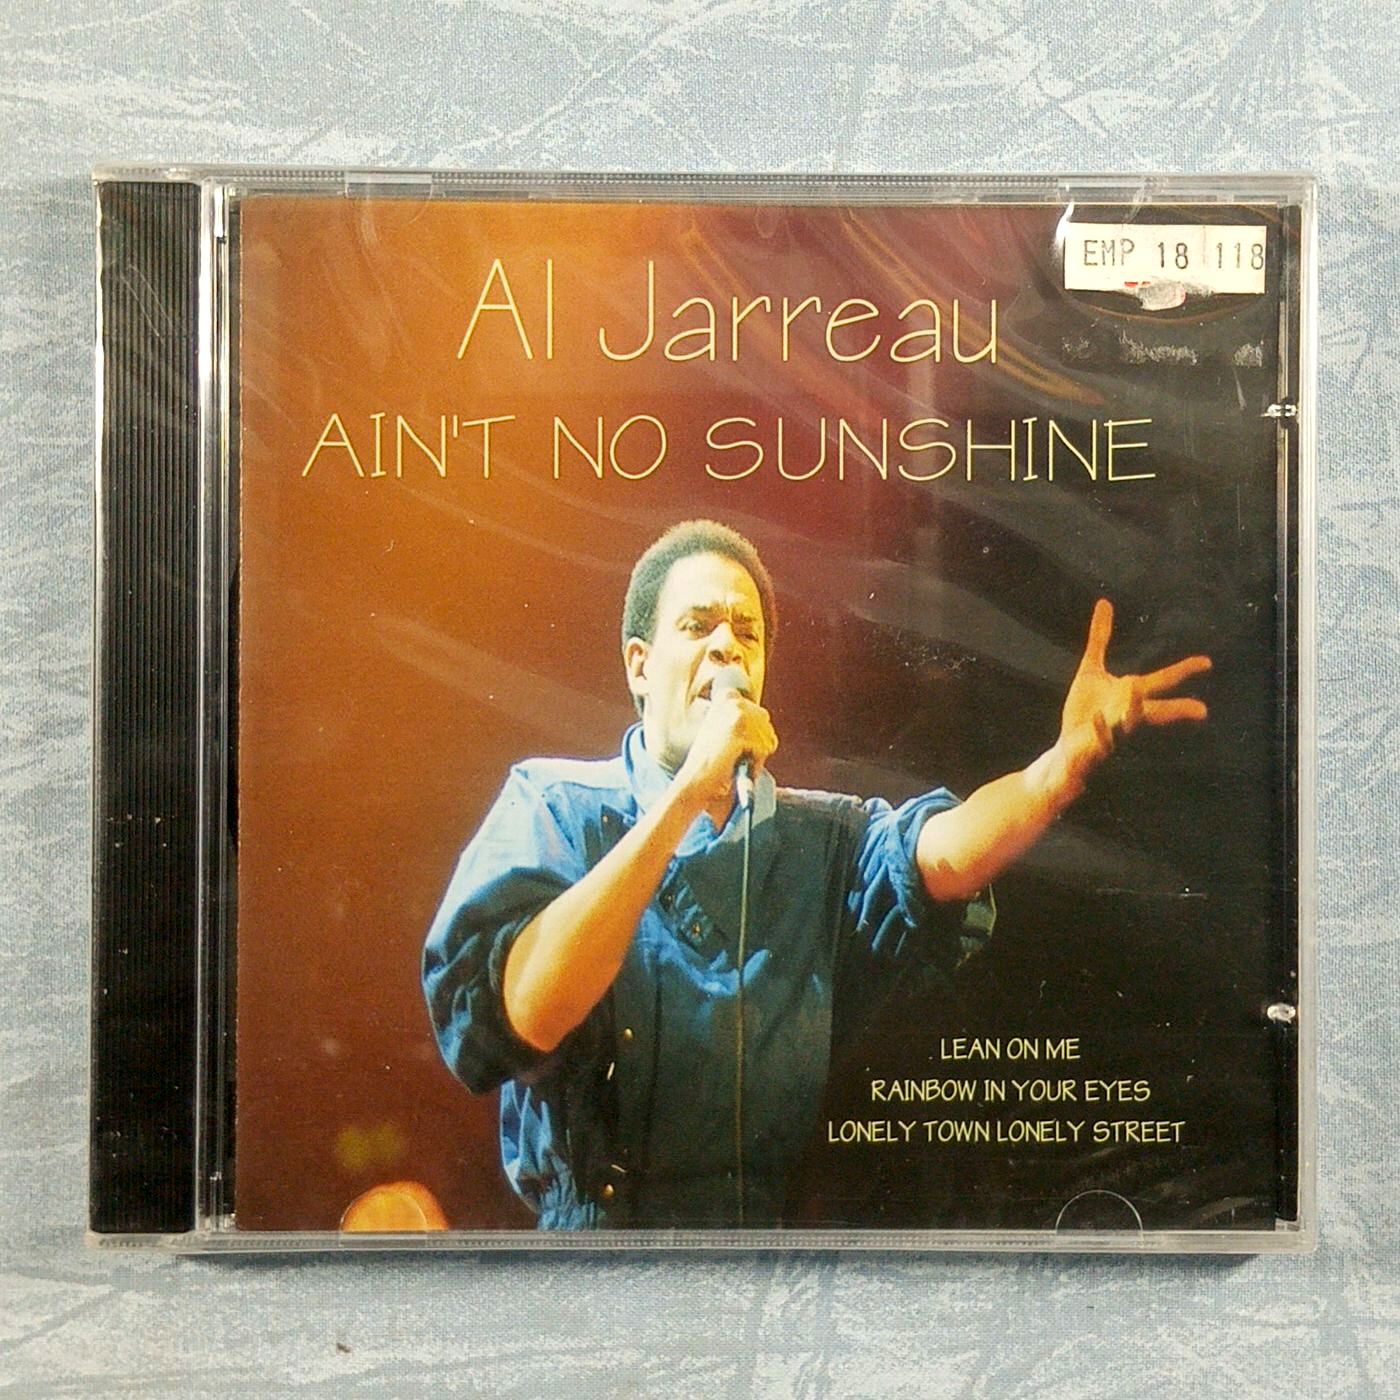 EMP 18 118
Al Jarreau
AIN'T NO SUNSHINE
LEAN ON ME
RAINBOW IN YOUR EYES
LONELY TOWN LONELY STREET